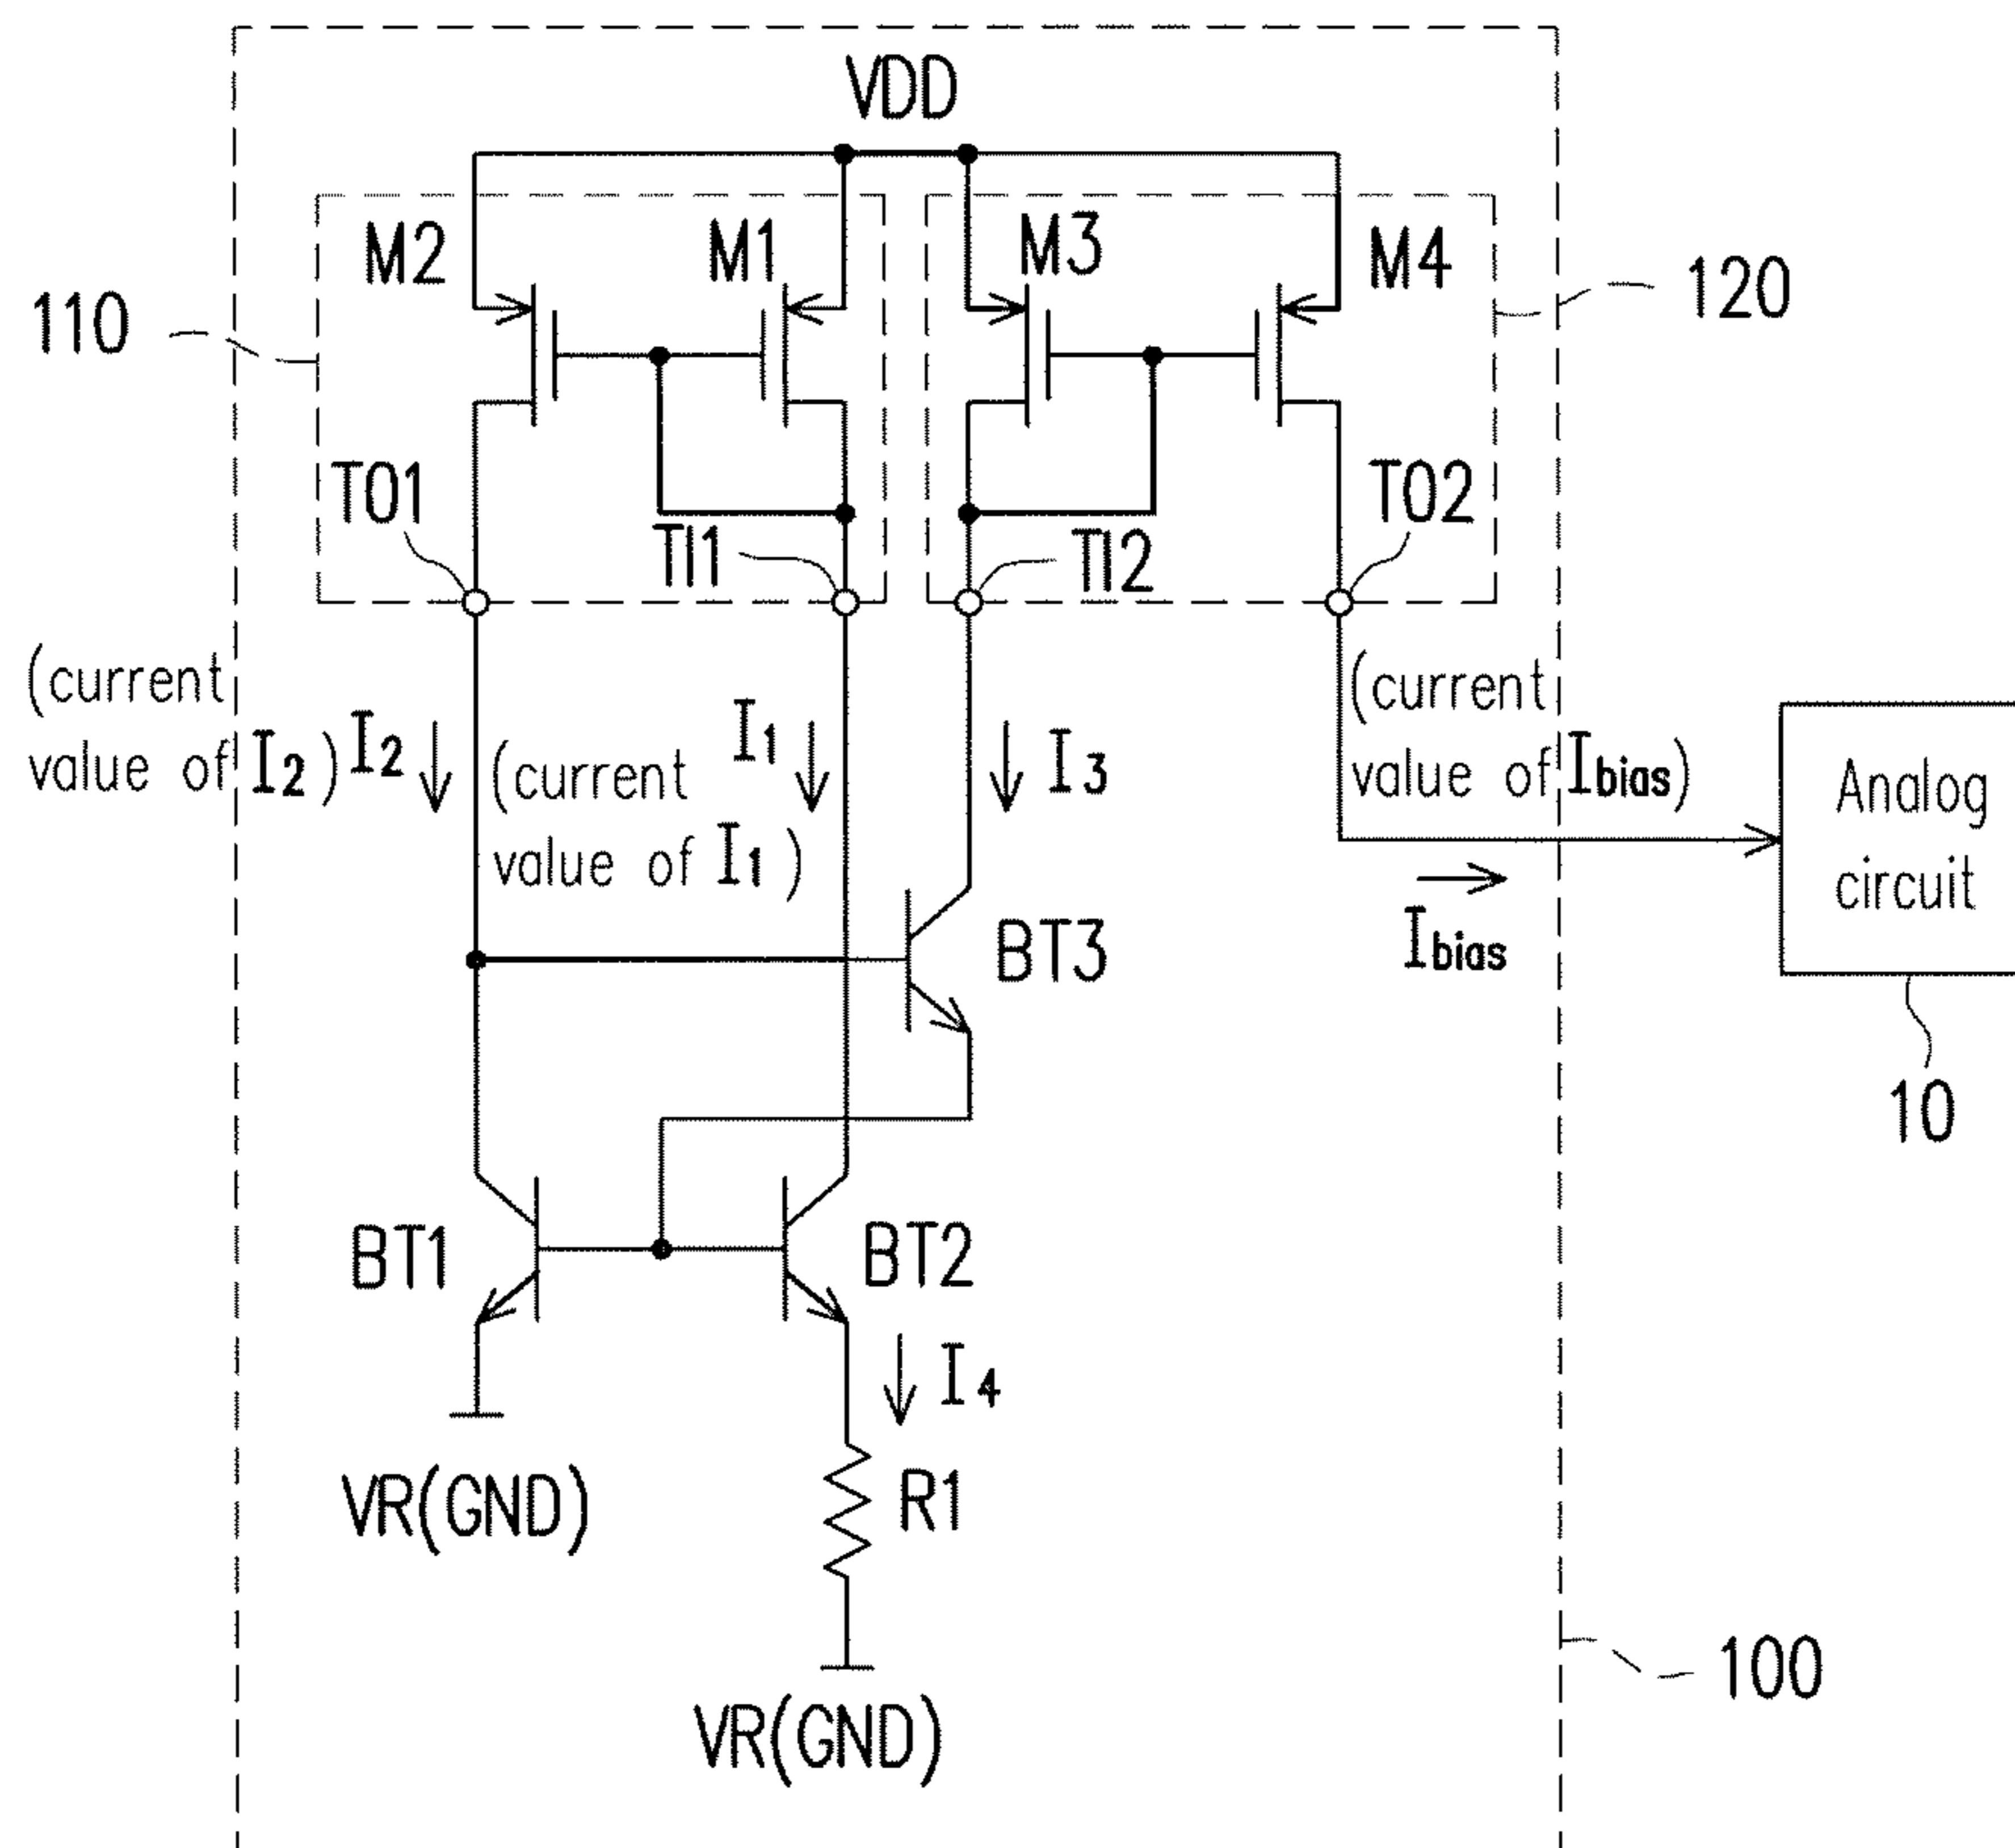 VDD
M2
M1
M3
M4
110
120
TO1
TI1
TI2
TO2
(current
value of I2)
I2
(current
value of I1)
I1
I3
(current
value of Ibias)
Analog
circuit
Ibias
BT3
10
BT1
BT2
I4
VR(GND)
R1
100
VR(GND)